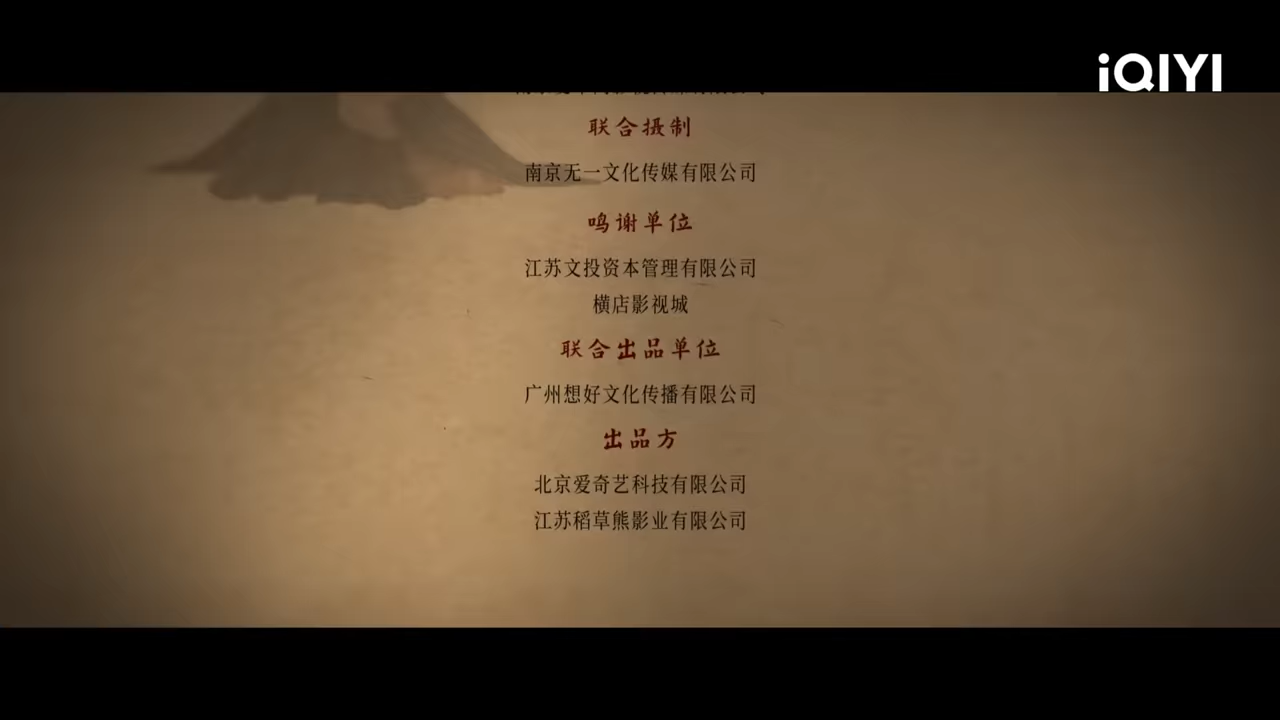 iQIYI
联合摄制
南京无一文化传媒有限公司
鸣谢单位
江苏文投资本管理有限公司
横店影视城
联合出品单位
广州想好文化传播有限公司
出品方
北京爱奇艺科技有限公司
江苏稻草熊影业有限公司